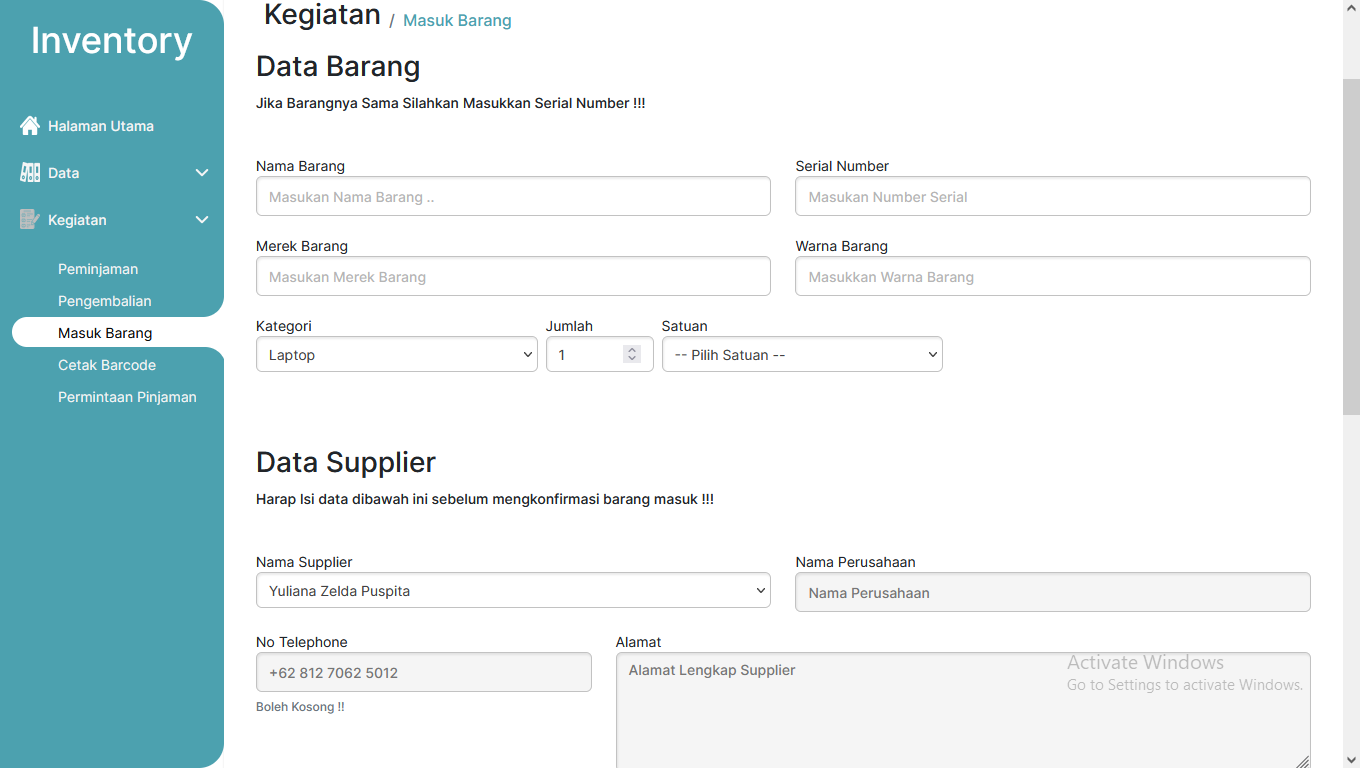 Inventory
Halaman Utama
Data
Kegiatan
Peminjaman
Pengembalian
Masuk Barang
Cetak Barcode
Permintaan Pinjaman
Kegiatan / Masuk Barang
Data Barang
Jika Barangnya Sama Silahkan Masukkan Serial Number !!!
Nama Barang
Masukan Nama Barang ..
Serial Number
Masukan Number Serial
Merek Barang
Masukan Merek Barang
Warna Barang
Masukkan Warna Barang
Kategori
Laptop
Jumlah
1
Satuan
-- Pilih Satuan --
Data Supplier
Harap Isi data dibawah ini sebelum mengkonfirmasi barang masuk !!!
Nama Supplier
Yuliana Zelda Puspita
Nama Perusahaan
Nama Perusahaan
No Telephone
+62 812 7062 5012
Boleh Kosong !!
Alamat
Alamat Lengkap Supplier
Activate Windows
Go to Settings to activate Windows.